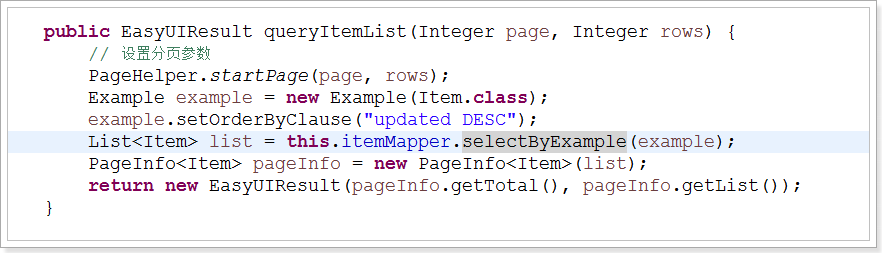 public EasyUIResult queryItemList(Integer page, Integer rows) {
// 设置分页参数
PageHelper.startPage(page, rows);
Example example = new Example(Item.class);
example.setOrderByClause("updated DESC");
List<Item> list = this.itemMapper.selectByExample(example);
PageInfo<Item> pageInfo = new PageInfo<Item>(list);
return new EasyUIResult(pageInfo.getTotal(), pageInfo.getList());
}